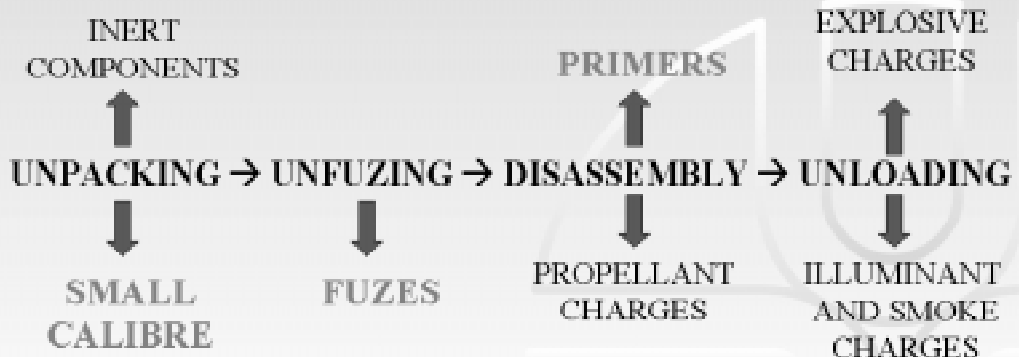 INERT
COMPONENTS
PRIMERS
EXPLOSIVE
CHARGES
UNPACKING → UNFUZING → DISASSEMBLY → UNLOADING
SMALL
CALIBRE
FUZES
PROPELLANT
CHARGES
ILLUMINANT
AND SMOKE
CHARGES